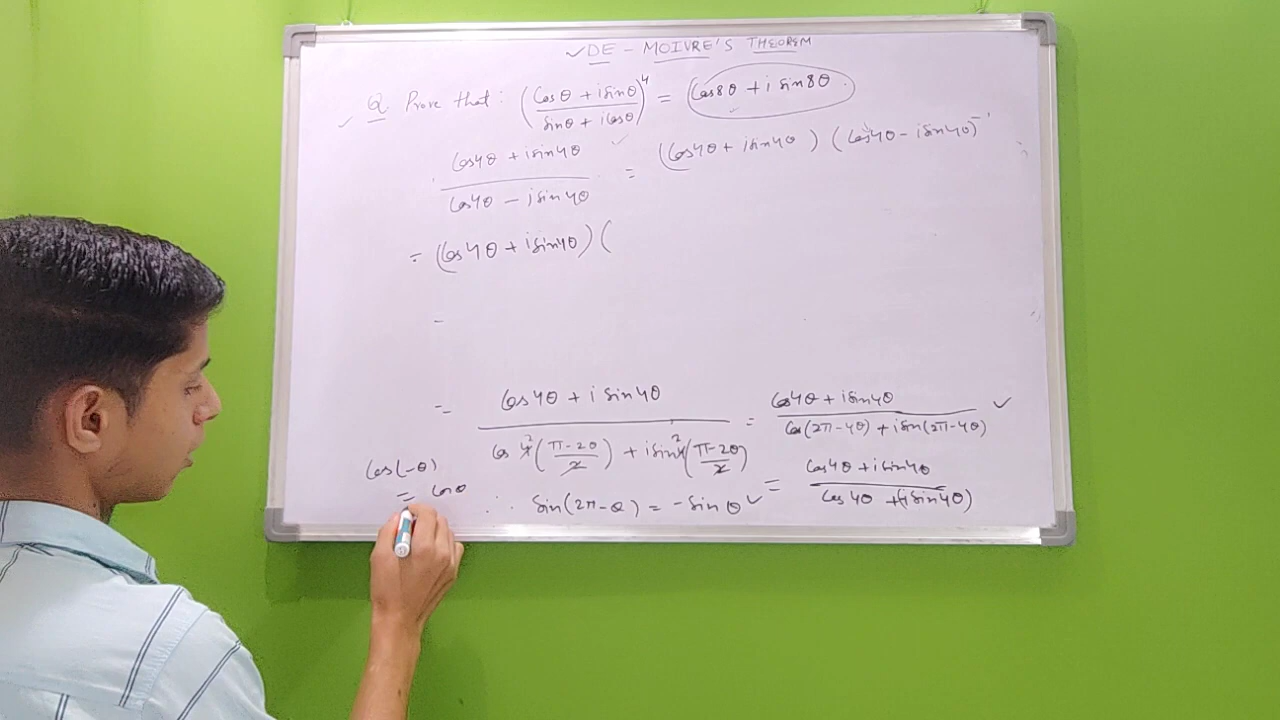 ✓DE - MOIVRE'S THEOREM
✓ Q. Prove that: ((Cosθ + isinθ)/(sinθ + icosθ))^4 = Cos8θ + i Sin8θ.
(Cos4θ + isin4θ)/(Cos4θ - isin4θ) = (Cos4θ + isin4θ) (Cos4θ - isin4θ)^-1
= (Cos4θ + isin4θ) (
-
= (Cos4θ + i Sin4θ)/(Cos 4^2((π-2θ)/2) + isin4^2((π-2θ)/2)) = (Cos4θ + isin4θ)/(Cos(2π-4θ) + iSin(2π-4θ)) ✓
Cos(-θ)
= Cosθ
∴ Sin(2π-θ) = -Sinθ ✓ = (Cos4θ + isin4θ)/(Cos4θ + (-iSin4θ))